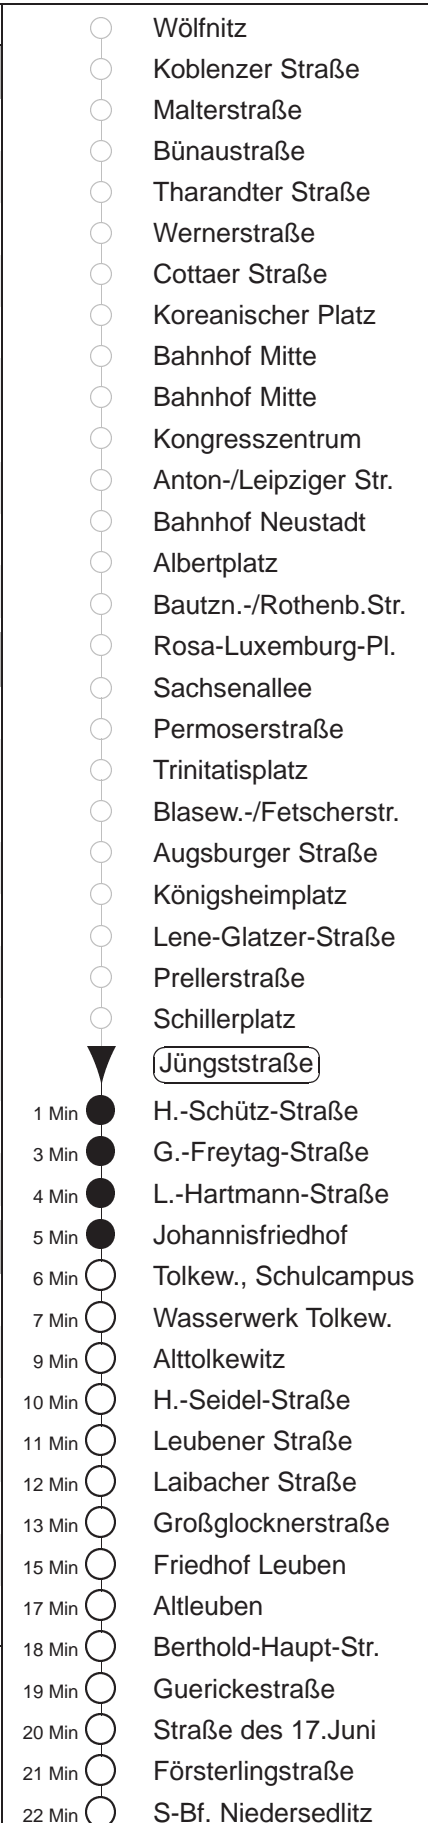 Wölfnitz
Koblenzer Straße
Malterstraße
Bünaustraße
Tharandter Straße
Wernerstraße
Cottaer Straße
Koreanischer Platz
Bahnhof Mitte
Bahnhof Mitte
Kongresszentrum
Anton-/Leipziger Str.
Bahnhof Neustadt
Albertplatz
Bautzn.-/Rothenb.Str.
Rosa-Luxemburg-Pl.
Sachsenallee
Permoserstraße
Trinitatisplatz
Blasew.-/Fetscherstr.
Augsburger Straße
Königsheimplatz
Lene-Glatzer-Straße
Prellerstraße
Schillerplatz
Jüngststraße
1 Min H.-Schütz-Straße
3 Min G.-Freytag-Straße
4 Min L.-Hartmann-Straße
5 Min Johannisfriedhof
6 Min Tolkew., Schulcampus
7 Min Wasserwerk Tolkew.
9 Min Alttolkewitz
10 Min H.-Seidel-Straße
11 Min Leubener Straße
12 Min Laibacher Straße
13 Min Großglocknerstraße
15 Min Friedhof Leuben
17 Min Altleuben
18 Min Berthold-Haupt-Str.
19 Min Guerickestraße
20 Min Straße des 17.Juni
21 Min Försterlingstraße
22 Min S-Bf. Niedersedlitz